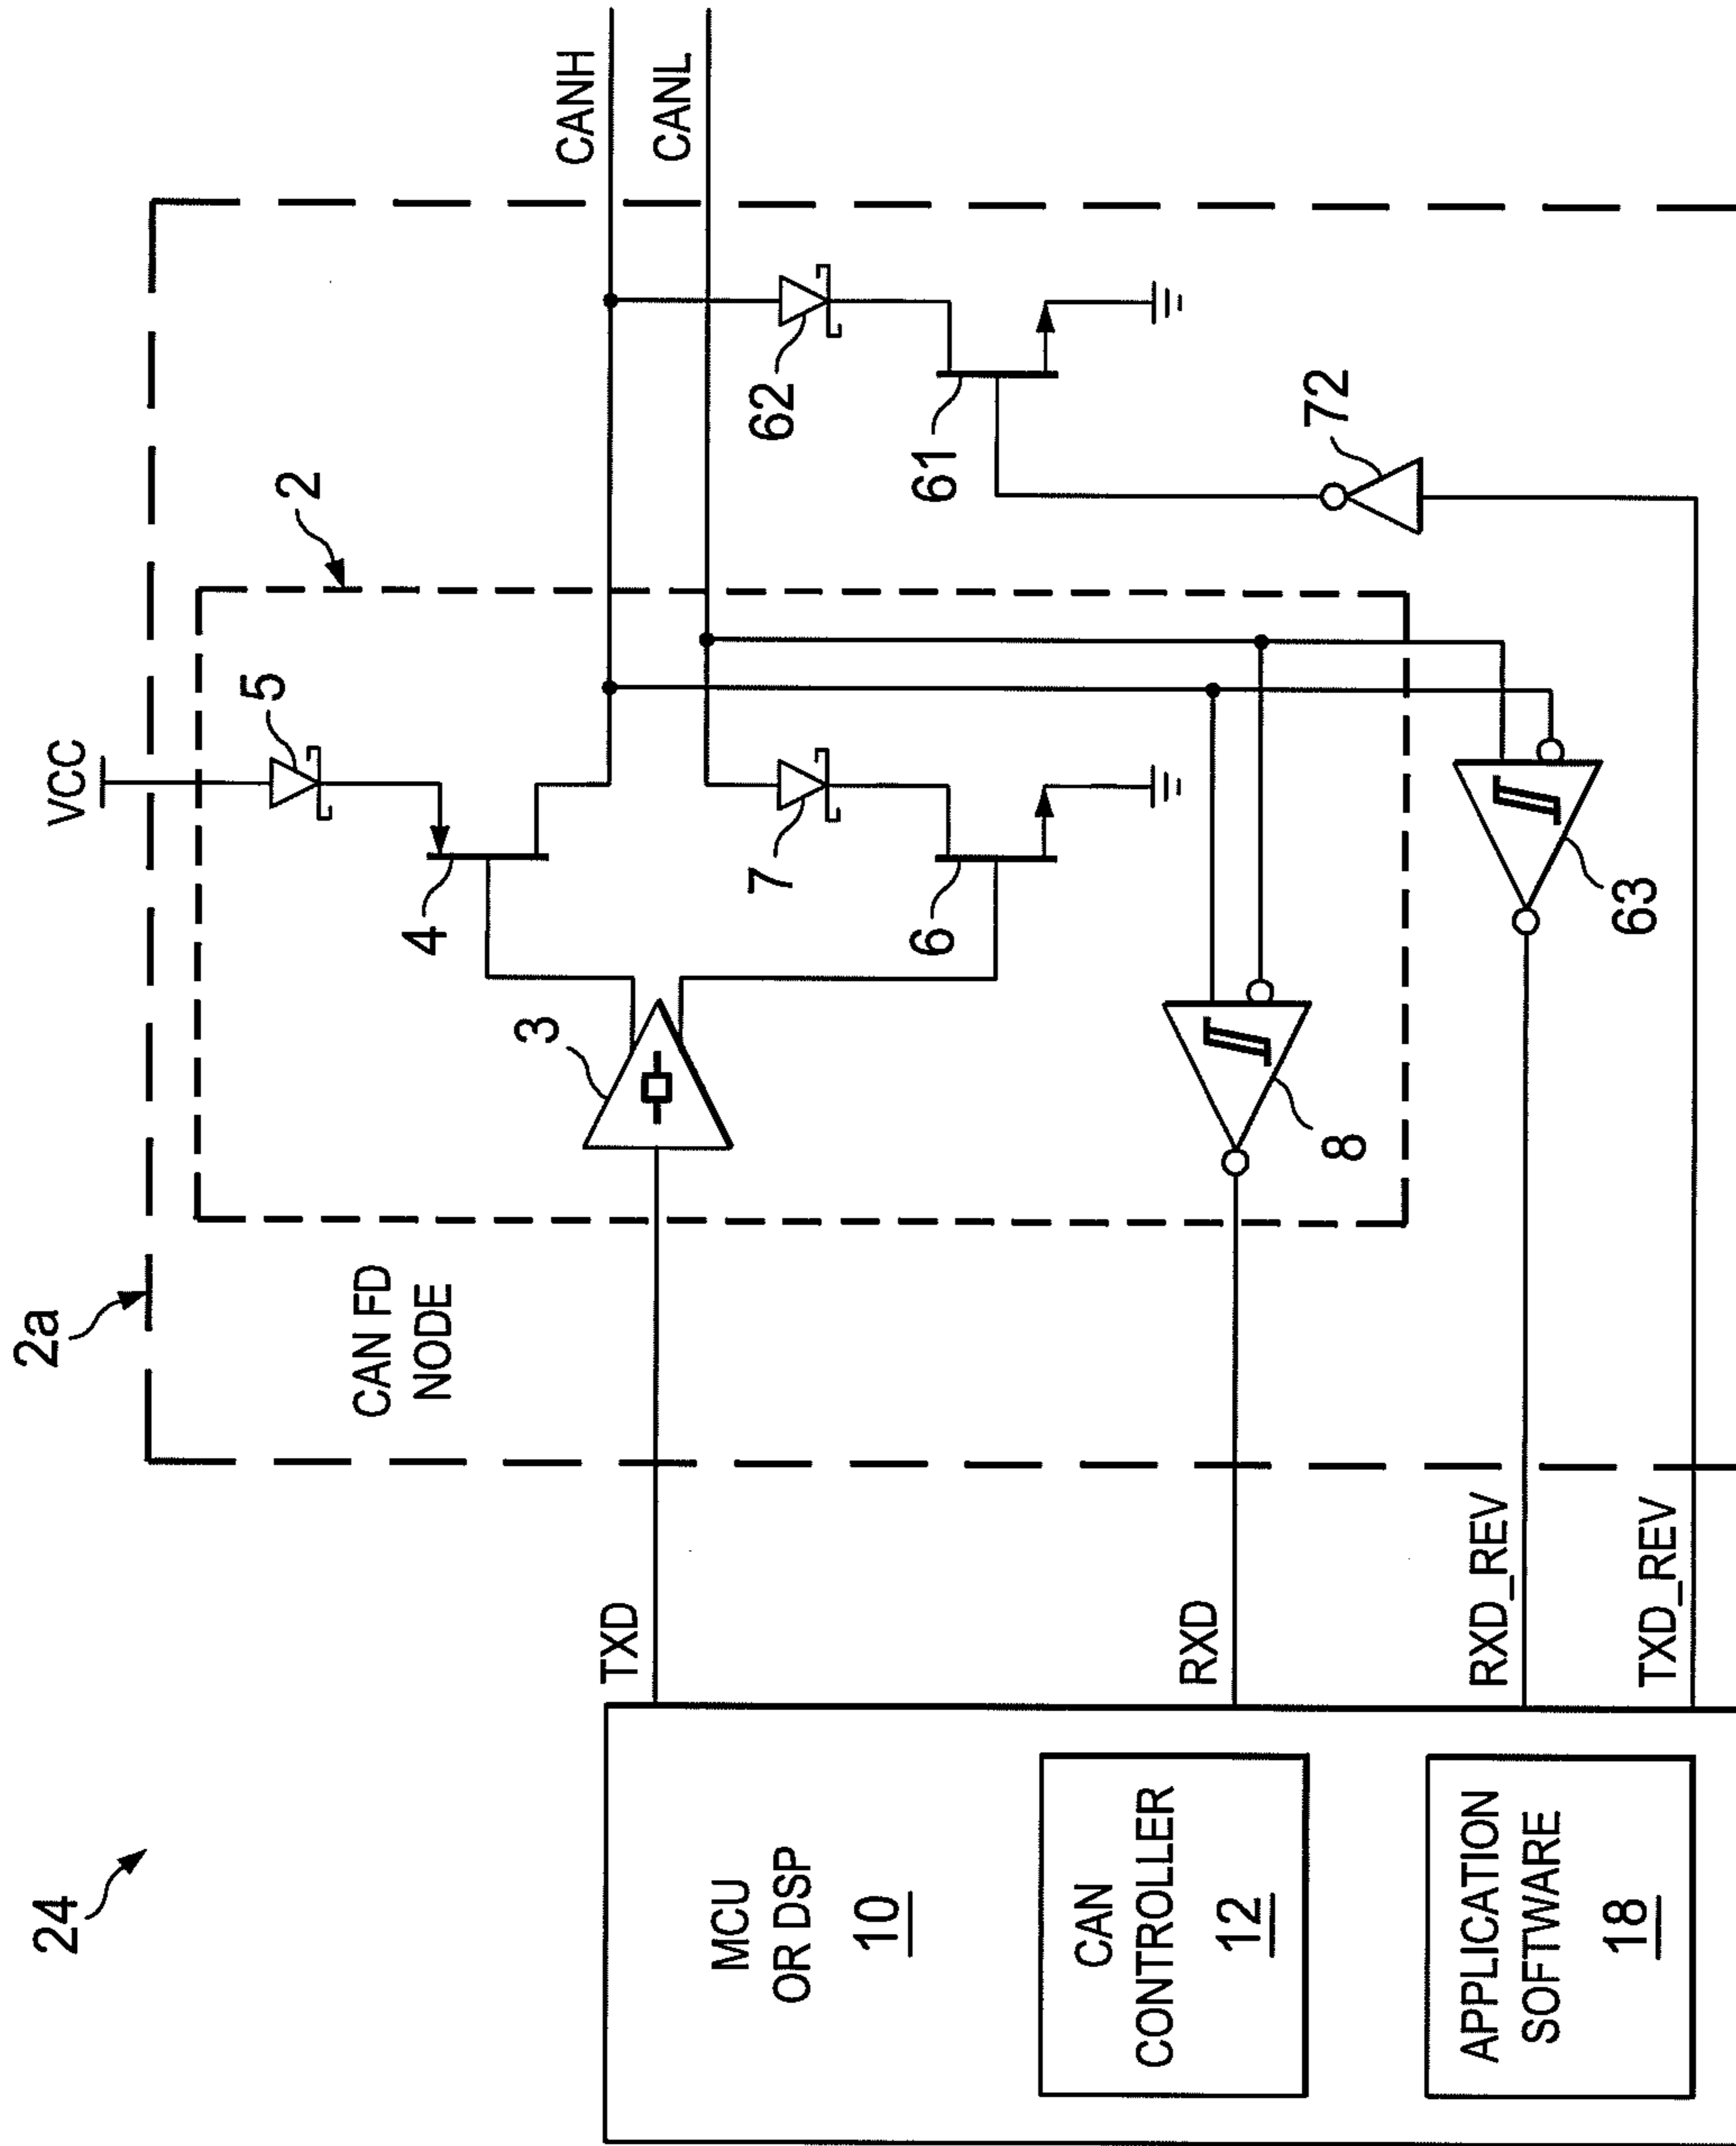 24
2a
VCC
CAN FD
NODE
2
5
4
3
7
6
8
CANH
CANL
62
61
72
63
TXD
RXD
RXD_REV
TXD_REV
MCU
OR DSP
10
CAN
CONTROLLER
12
APPLICATION
SOFTWARE
18